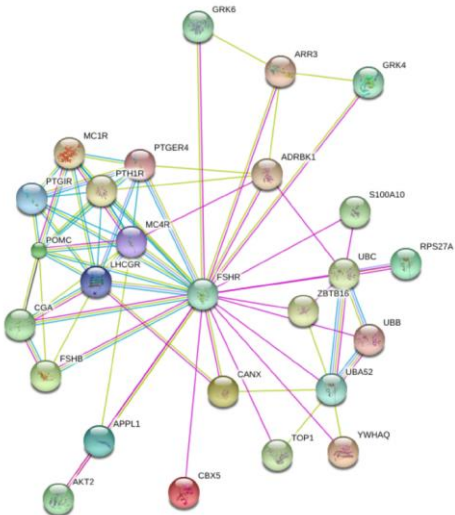 GRK6
ARR3
GRK4
MC1R
PTGER4
PTH1R
ADRBK1
PTGIR
S100A10
MC4R
POMC
UBC
RPS27A
LHCGR
FSHR
ZBTB16
CGA
UBB
FSHB
UBA52
CANX
APPL1
TOP1
YWHAQ
CBX5
AKT2